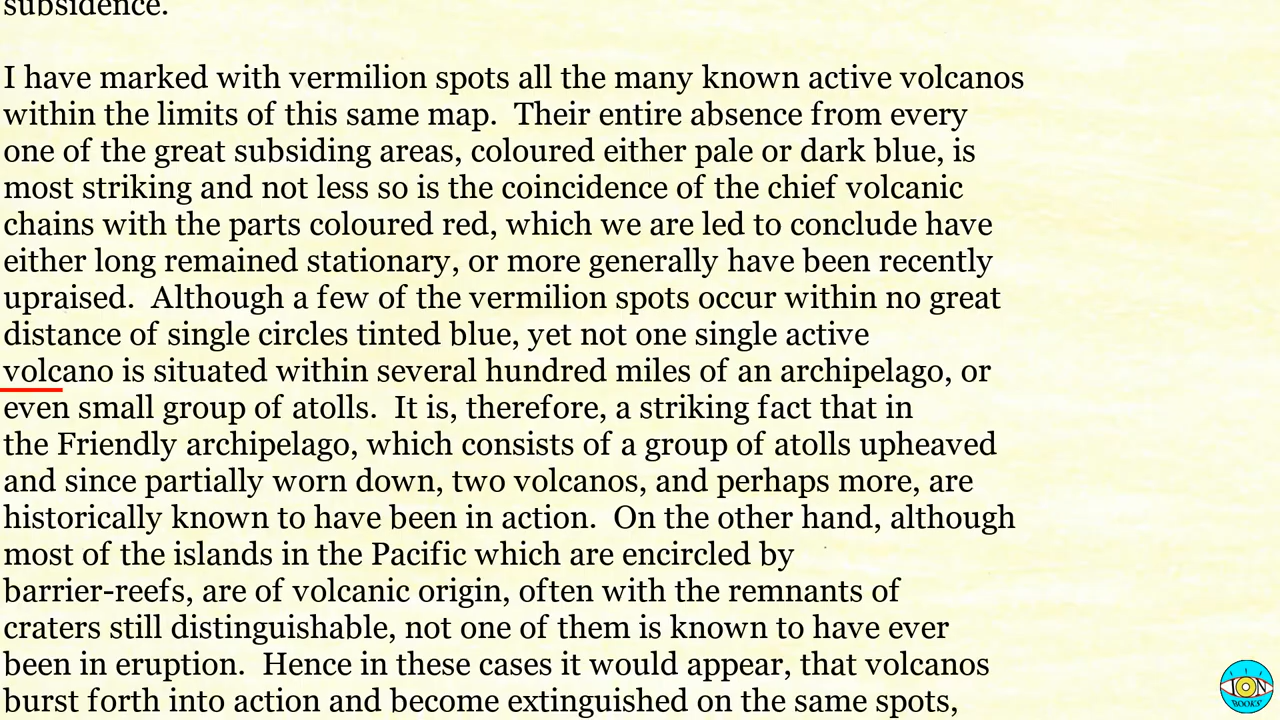 subsidence.
I have marked with vermilion spots all the many known active volcanos
within the limits of this same map.  Their entire absence from every
one of the great subsiding areas, coloured either pale or dark blue, is
most striking and not less so is the coincidence of the chief volcanic
chains with the parts coloured red, which we are led to conclude have
either long remained stationary, or more generally have been recently
upraised.  Although a few of the vermilion spots occur within no great
distance of single circles tinted blue, yet not one single active
volcano is situated within several hundred miles of an archipelago, or
even small group of atolls.  It is, therefore, a striking fact that in
the Friendly archipelago, which consists of a group of atolls upheaved
and since partially worn down, two volcanos, and perhaps more, are
historically known to have been in action.  On the other hand, although
most of the islands in the Pacific which are encircled by
barrier-reefs, are of volcanic origin, often with the remnants of
craters still distinguishable, not one of them is known to have ever
been in eruption.  Hence in these cases it would appear, that volcanos
burst forth into action and become extinguished on the same spots,
ION
BOOKS